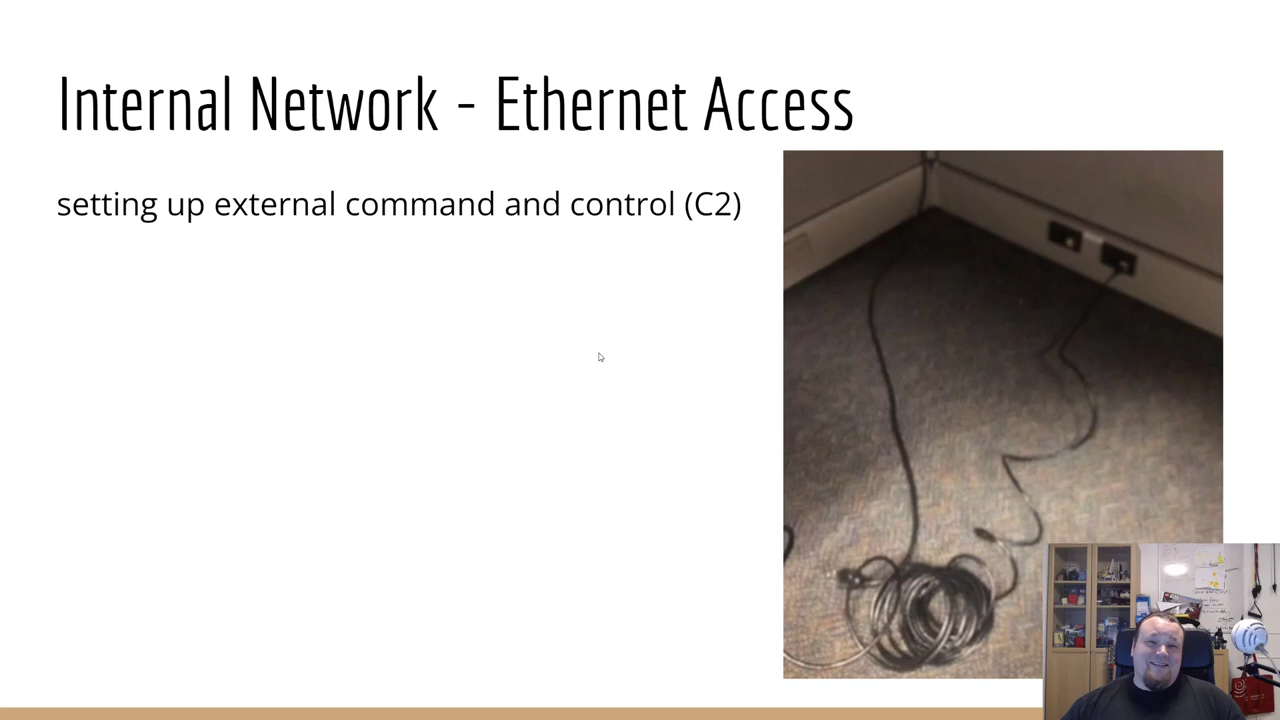 Internal Network - Ethernet Access
setting up external command and control (C2)